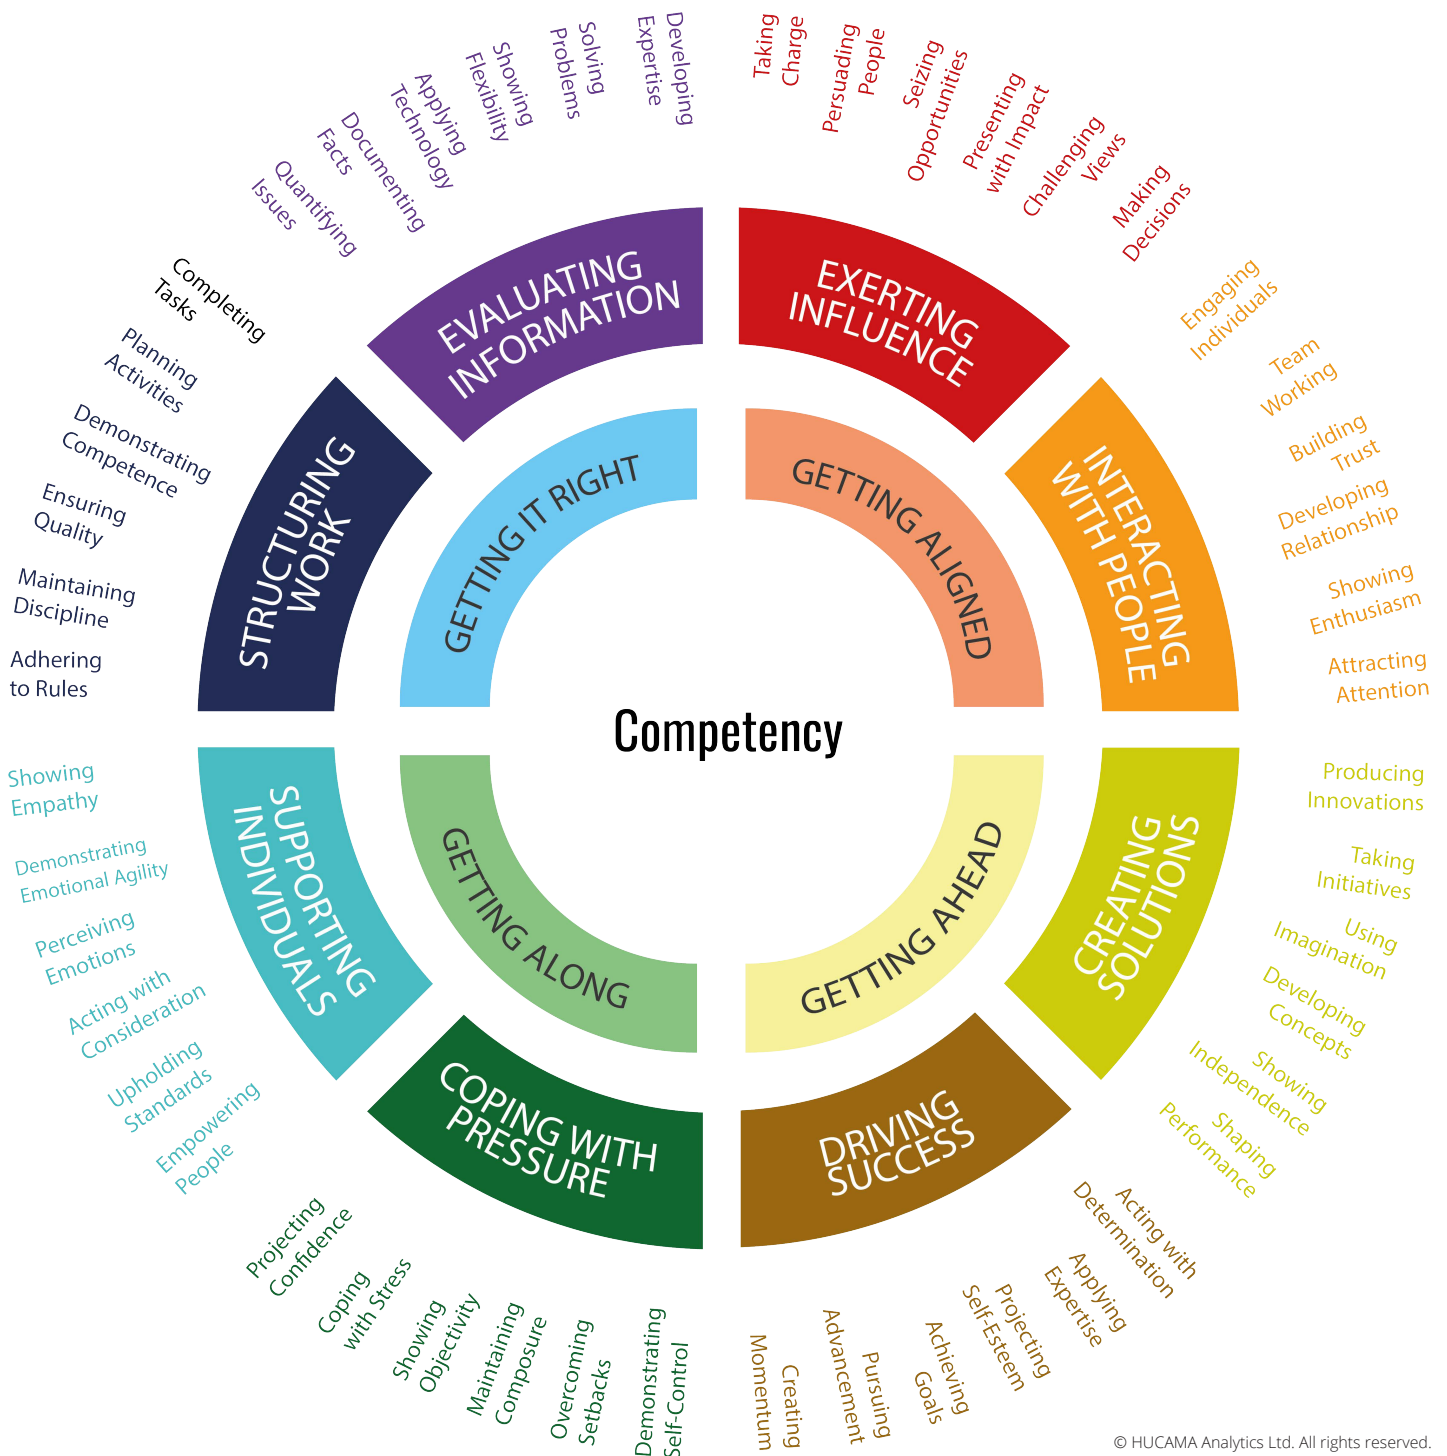 Taking
Charge
Persuading
People
Seizing
Opportunities
Presenting
with Impact
Challenging
Views
Making
Decisions
Engaging
Individuals
Team
Working
Building
Trust
Developing
Relationship
Showing
Enthusiasm
Attracting
Attention
Producing
Innovations
Taking
Initiatives
Using
Imagination
Developing
Concepts
Showing
Independence
Shaping
Performance
Acting with
Determination
Applying
Expertise
Projecting
Self-Esteem
Achieving
Goals
Pursuing
Advancement
Creating
Momentum
Demonstrating
Self-Control
Overcoming
Setbacks
Maintaining
Composure
Showing
Objectivity
Coping
with Stress
Projecting
Confidence
Empowering
People
Upholding
Standards
Acting with
Consideration
Perceiving
Emotions
Demonstrating
Emotional Agility
Showing
Empathy
Adhering
to Rules
Maintaining
Discipline
Ensuring
Quality
Demonstrating
Competence
Planning
Activities
Completing
Tasks
Quantifying
Issues
Documenting
Facts
Applying
Technology
Showing
Flexibility
Solving
Problems
Developing
Expertise
EXERTING
INFLUENCE
INTERACTING
WITH PEOPLE
CREATING
SOLUTIONS
DRIVING
SUCCESS
COPING WITH
PRESSURE
SUPPORTING
INDIVIDUALS
STRUCTURING
WORK
EVALUATING
INFORMATION
GETTING ALIGNED
GETTING AHEAD
GETTING ALONG
GETTING IT RIGHT
Competency
© HUCAMA Analytics Ltd. All rights reserved.